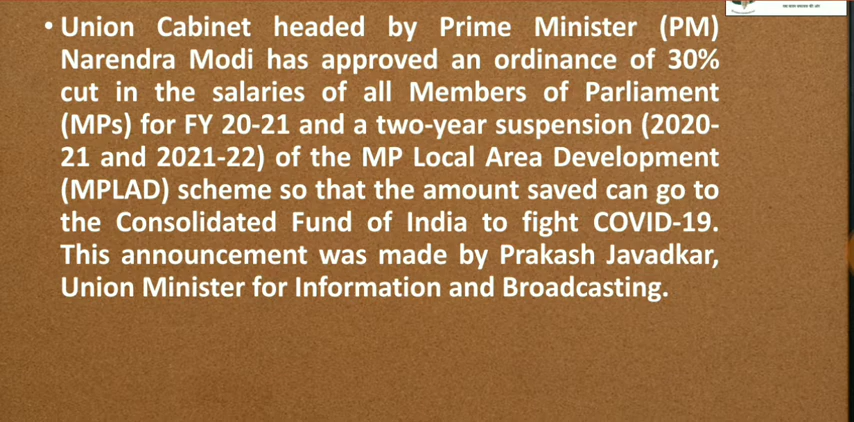 • Union Cabinet headed by Prime Minister (PM)
Narendra Modi has approved an ordinance of 30%
cut in the salaries of all Members of Parliament
(MPs) for FY 20-21 and a two-year suspension (2020-
21 and 2021-22) of the MP Local Area Development
(MPLAD) scheme so that the amount saved can go to
the Consolidated Fund of India to fight COVID-19.
This announcement was made by Prakash Javadkar,
Union Minister for Information and Broadcasting.